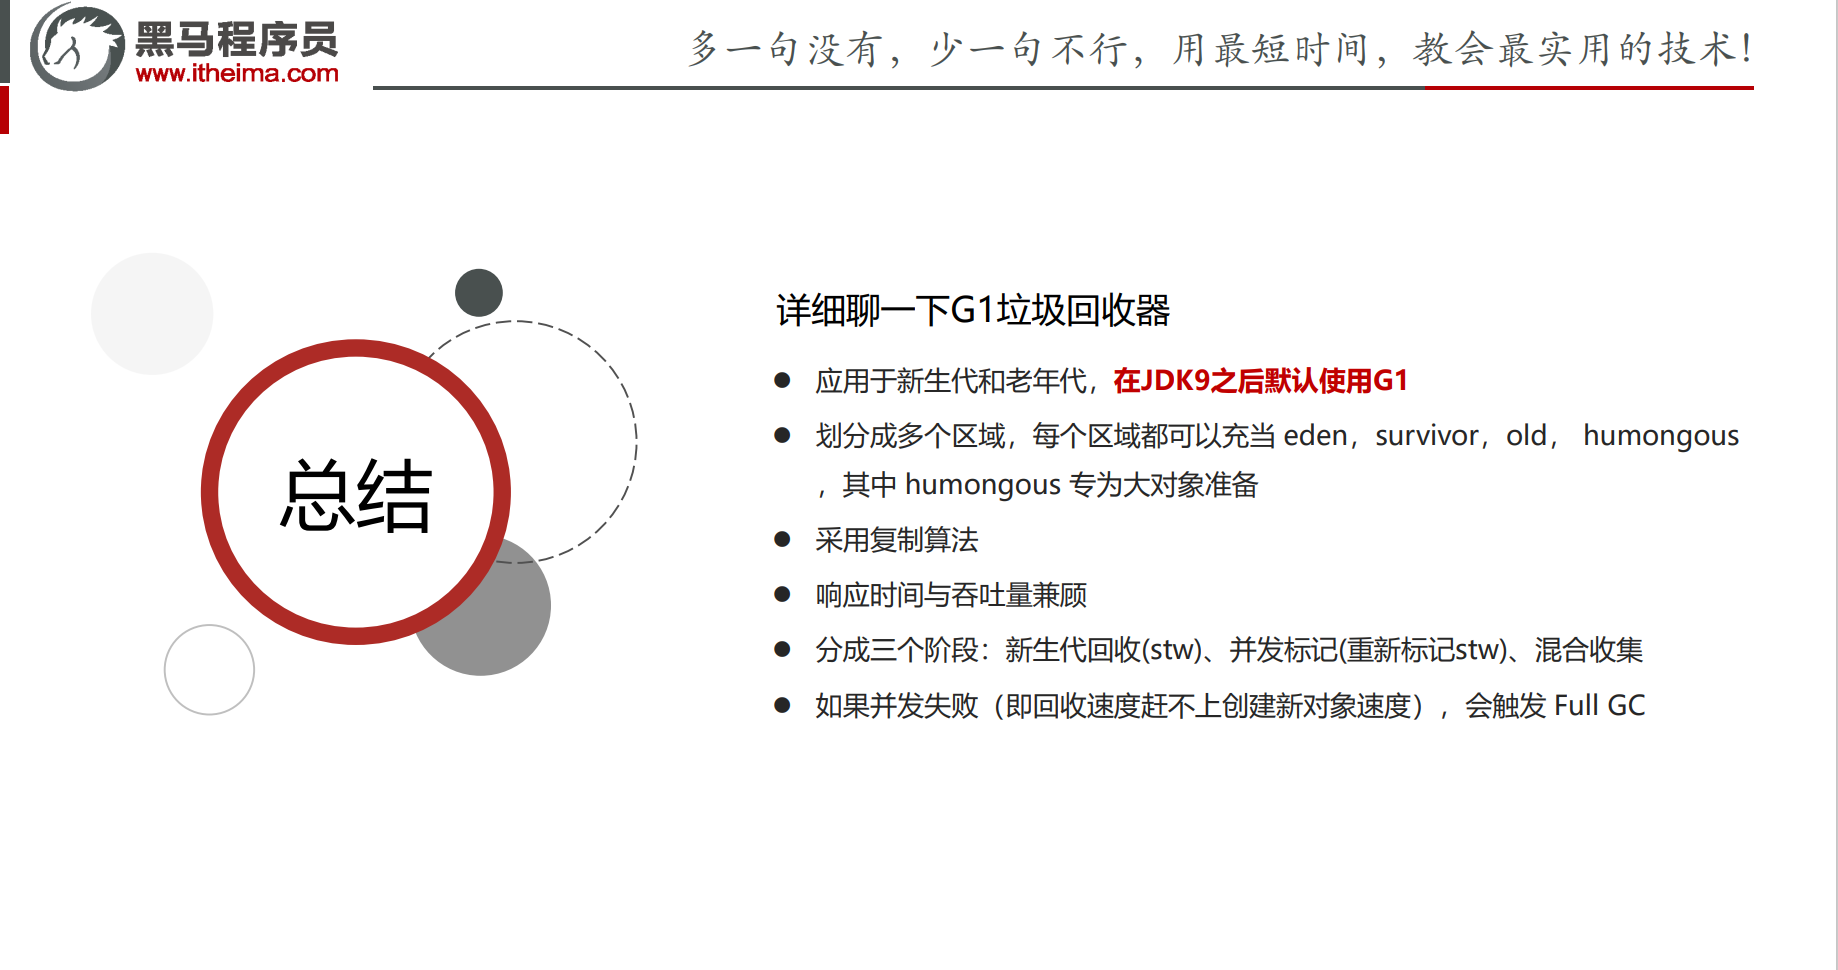 黑马程序员
www.itheima.com
多一句没有，少一句不行，用最短时间，教会最实用的技术！
总结
详细聊一下G1垃圾回收器
● 应用于新生代和老年代，在JDK9之后默认使用G1
● 划分成多个区域，每个区域都可以充当 eden，survivor，old， humongous
，其中 humongous 专为大对象准备
● 采用复制算法
● 响应时间与吞吐量兼顾
● 分成三个阶段：新生代回收(stw)、并发标记(重新标记stw)、混合收集
● 如果并发失败（即回收速度赶不上创建新对象速度），会触发 Full GC